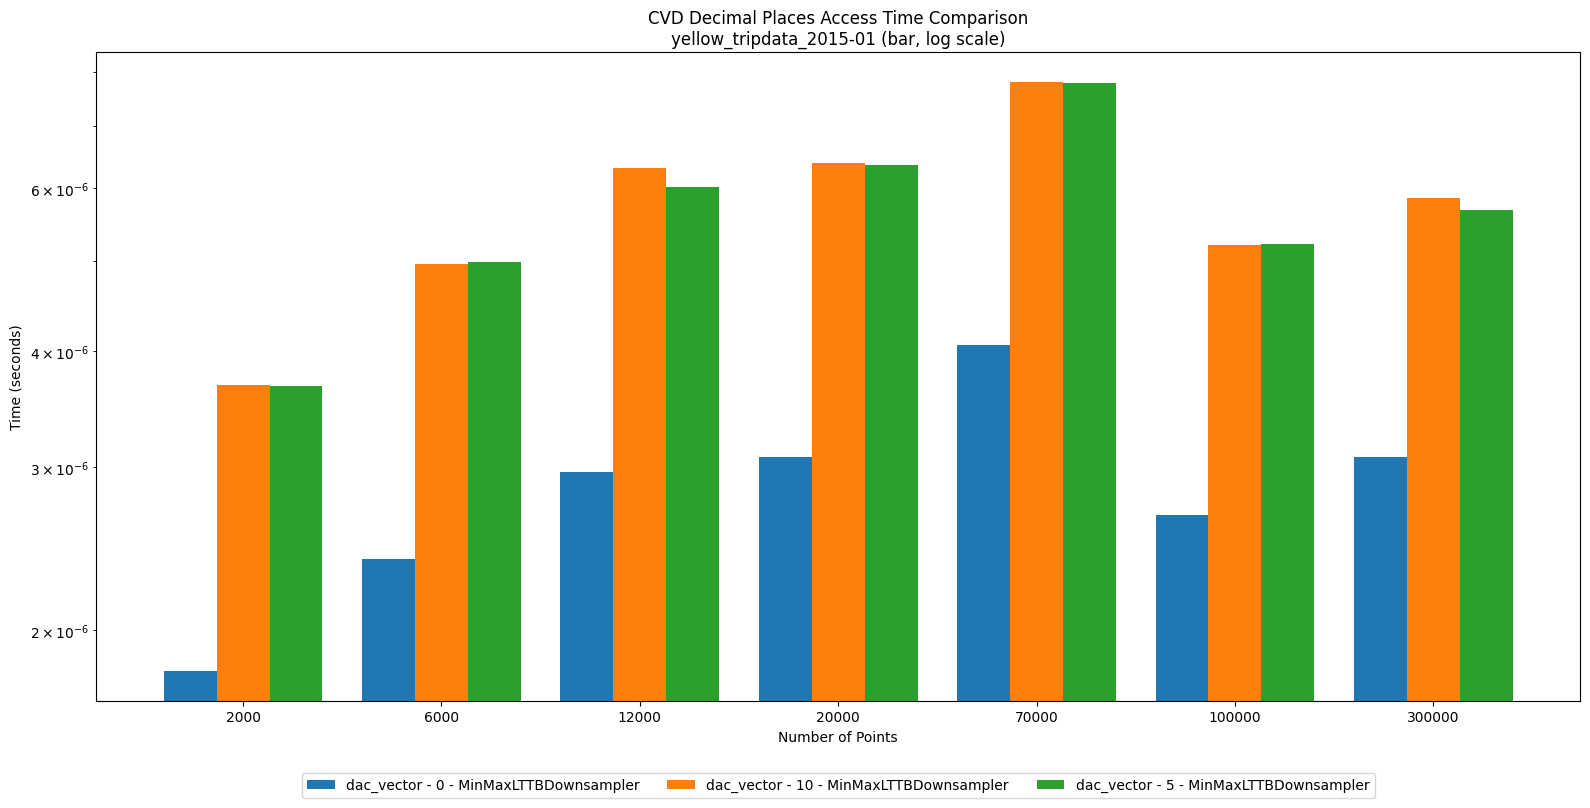 CVD Decimal Places Access Time Comparison
yellow_tripdata_2015-01 (bar, log scale)
Time (seconds)
6 × 10⁻⁶
4 × 10⁻⁶
3 × 10⁻⁶
2 × 10⁻⁶
2000 6000 12000 20000 70000 100000 300000
Number of Points
dac_vector - 0 - MinMaxLTTBDownsampler dac_vector - 10 - MinMaxLTTBDownsampler dac_vector - 5 - MinMaxLTTBDownsampler